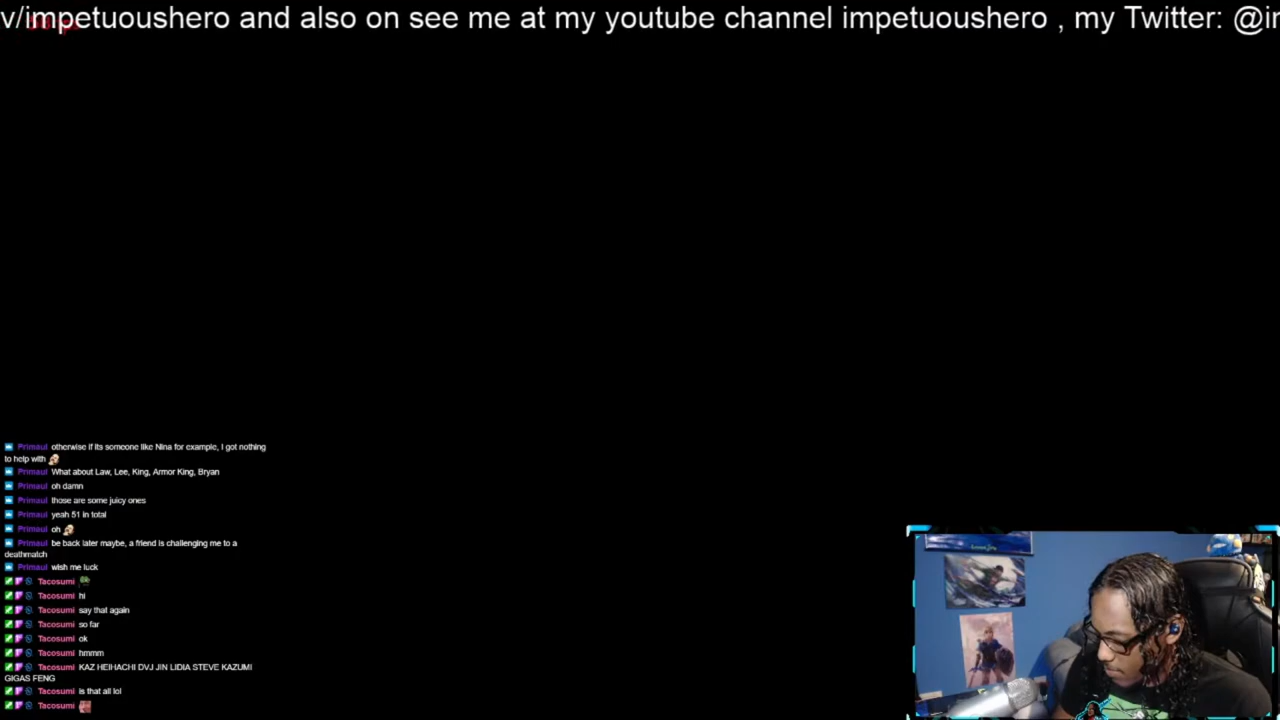 v/impetuoushero and also on see me at my youtube channel impetuoushero , my Twitter: @in
Primaul otherwise if its someone like Nina for example, I got nothing
to help with
Primaul What about Law, Lee, King, Armor King, Bryan
Primaul oh damn
Primaul those are some juicy ones
Primaul yeah 51 in total
Primaul oh
Primaul be back later maybe, a friend is challenging me to a
deathmatch
Primaul wish me luck
Tacosumi
Tacosumi hi
Tacosumi say that again
Tacosumi so far
Tacosumi ok
Tacosumi hmmm
Tacosumi KAZ HEIHACHI DVJ JIN LIDIA STEVE KAZUMI
GIGAS FENG
Tacosumi is that all lol
Tacosumi